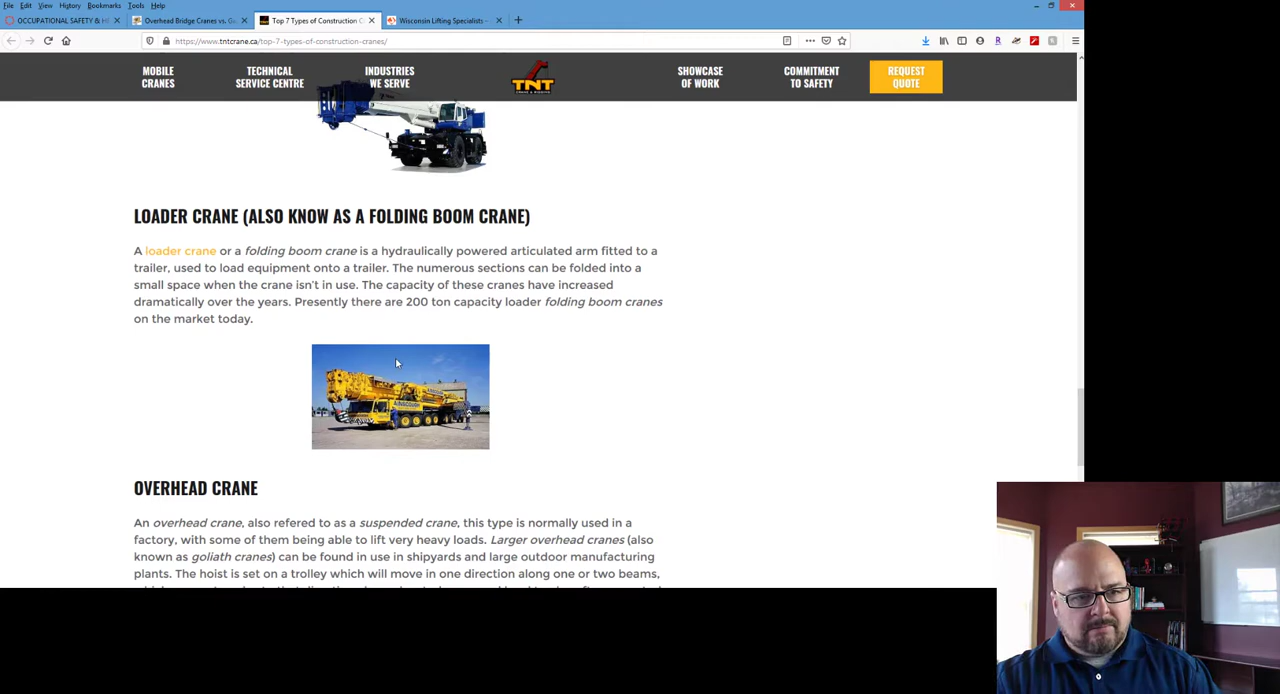 File Edit View History Bookmarks Tools Help
OCCUPATIONAL SAFETY & H
Overhead Bridge Cranes vs. G
Top 7 Types of Construction C
Wisconsin Lifting Specialists -
https://www.tntcrane.ca/top-7-types-of-construction-cranes/
MOBILE
CRANES
TECHNICAL
SERVICE CENTRE
INDUSTRIES
WE SERVE
TNT
SHOWCASE
OF WORK
COMMITMENT
TO SAFETY
REQUEST
QUOTE
LOADER CRANE (ALSO KNOW AS A FOLDING BOOM CRANE)
A loader crane or a folding boom crane is a hydraulically powered articulated arm fitted to a
trailer, used to load equipment onto a trailer. The numerous sections can be folded into a
small space when the crane isn't in use. The capacity of these cranes have increased
dramatically over the years. Presently there are 200 ton capacity loader folding boom cranes
on the market today.
OVERHEAD CRANE
An overhead crane, also refered to as a suspended crane, this type is normally used in a
factory, with some of them being able to lift very heavy loads. Larger overhead cranes (also
known as goliath cranes) can be found in use in shipyards and large outdoor manufacturing
plants. The hoist is set on a trolley which will move in one direction along one or two beams,